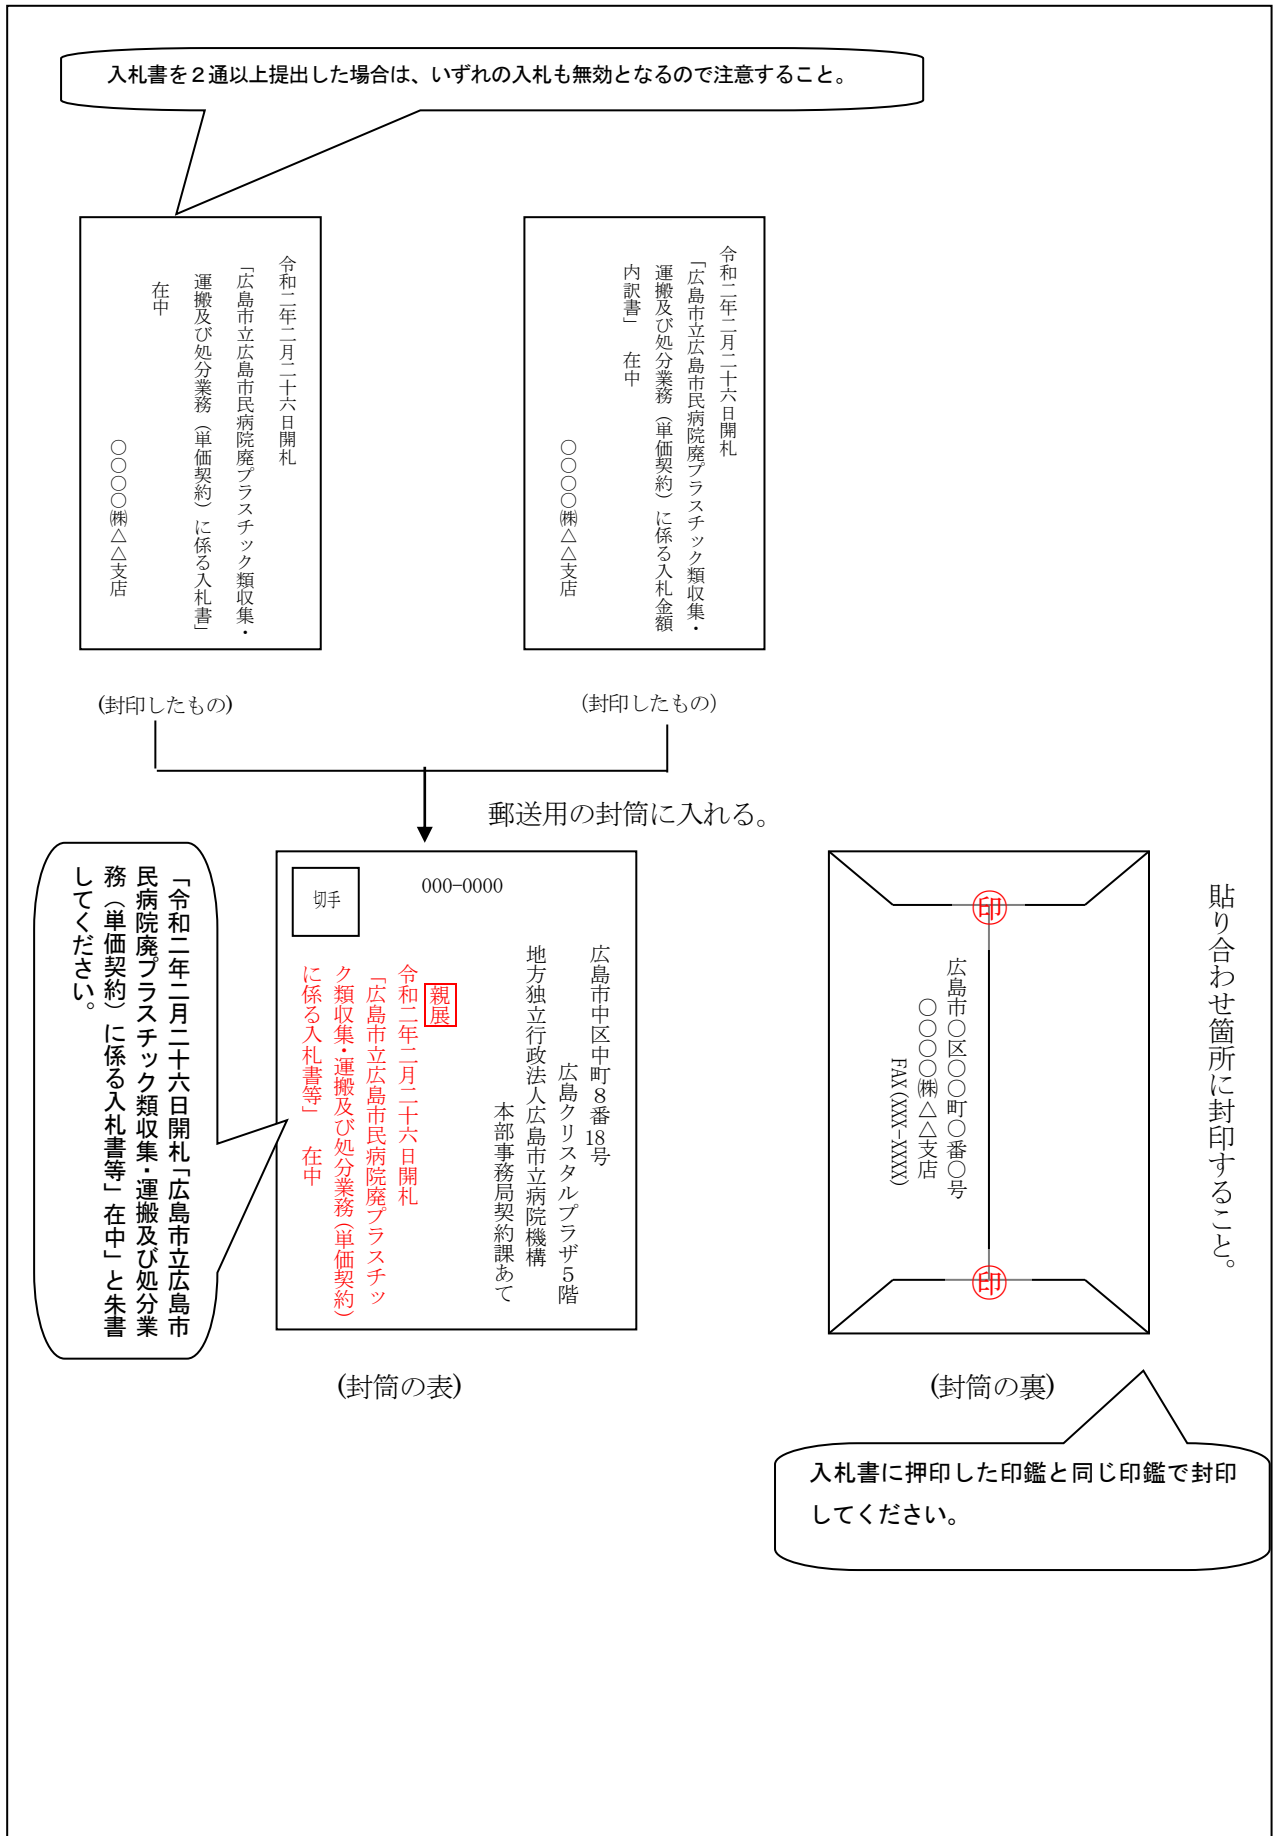 入札書を２通以上提出した場合は、いずれの入札も無効となるので注意すること。
令和二年二月二十六日開札
「広島市立広島市民病院廃プラスチック類収集・
運搬及び処分業務（単価契約）に係る入札書」
在中
〇〇〇〇㈱△△支店
(封印したもの)
令和二年二月二十六日開札
「広島市立広島市民病院廃プラスチック類収集・
運搬及び処分業務（単価契約）に係る入札金額
内訳書」　在中
〇〇〇〇㈱△△支店
（封印したもの）
郵送用の封筒に入れる。
「令和二年二月二十六日開札「広島市立広島市
民病院廃プラスチック類収集・運搬及び処分業
務（単価契約）に係る入札書等」在中」と朱書
してください。
切手
000-0000
広島市中区中町８番18号
広島クリスタルプラザ５階
地方独立行政法人広島市立病院機構
本部事務局契約課あて
親展
令和二年二月二十六日開札
「広島市立広島市民病院廃プラスチッ
ク類収集・運搬及び処分業務（単価契約）
に係る入札書等」　在中
(封筒の表)
貼り合わせ箇所に封印すること。
印
広島市〇区〇〇町〇番〇号
〇〇〇〇㈱△△支店
FAX(XXX-XXXX)
印
(封筒の裏)
入札書に押印した印鑑と同じ印鑑で封印
してください。